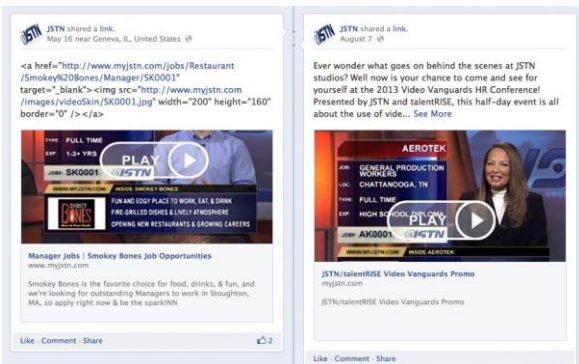 JSTN shared a link.
May 16 near Geneva, IL, United States
<a href="http://www.myjstn.com/jobs/Restaurant
/Smokey%20Bones/Manager/SK0001"
target="_blank"><img src="http://www.myjstn.com
/images/videoSkin/SK0001.jpg" width="200" height="160"
border="0" /></a>
TYPE: FULL TIME
EXP: 1-3+ YRS
PLAY
JOB# SK0001 JSTN
WWW.MYJSTN.COM INSIDE SMOKEY BONES
SMOKEY BONES
FUN AND EDGY PLACE TO WORK, EAT, & DRINK
FIRE-GRILLED DISHES & LIVELY ATMOSPHERE
OPENING NEW RESTAURANTS & GROWING CAREERS
Manager Jobs | Smokey Bones Job Opportunities
www.myjstn.com
Smokey Bones is the favorite choice for food, drinks, & fun, and
we're looking for outstanding Managers to work in Stoughton,
MA, so apply right now & be the spark!NN
Like · Comment · Share 2
JSTN shared a link.
August 7
Ever wonder what goes on behind the scenes at JSTN
studios? Well now is your chance to come and see for
yourself at the 2013 Video Vanguards HR Conference!
Presented by JSTN and talentRISE, this half-day event is all
about the use of vide... See More
AEROTEK
JOB: GENERAL PRODUCTION
WORKERS
LOC: CHATTANOOGA, TN
TYPE: FULL TIME
EXP: HIGH SCHOOL DIPLOMA
PLAY
JOB# AK0001 JSTN
WWW.MYJSTN.COM INSIDE AEROTEK
JSTN/talentRISE Video Vanguards Promo
myjstn.com
JSTN/talentRISE Video Vanguards Promo
Like · Comment · Share